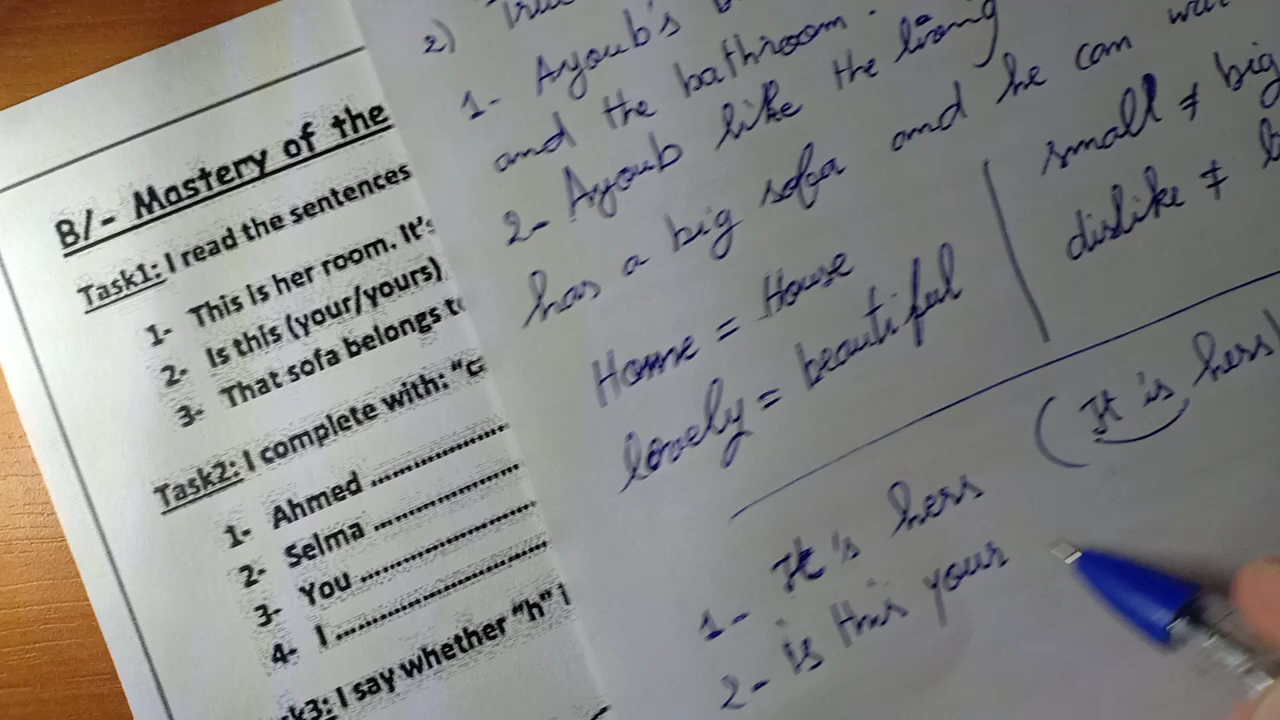 B/- Mastery of the
Task1: I read the sentences
1- This is her room. It's
2- Is this (your/yours)
3- That sofa belongs to
Task2: I complete with: "c
1- Ahmed ....................
2- Selma ....................
3- You ........................
4- I ..............................
sk3: I say whether "h" i
2)
1- Ayoub's
and the bathroom.
2- Ayoub like the living
has a big sofa and he can wat
Home = House
lovely = beautiful
small ≠ big
dislike ≠ l
(It is hers)
1- It's hers
2- is this your